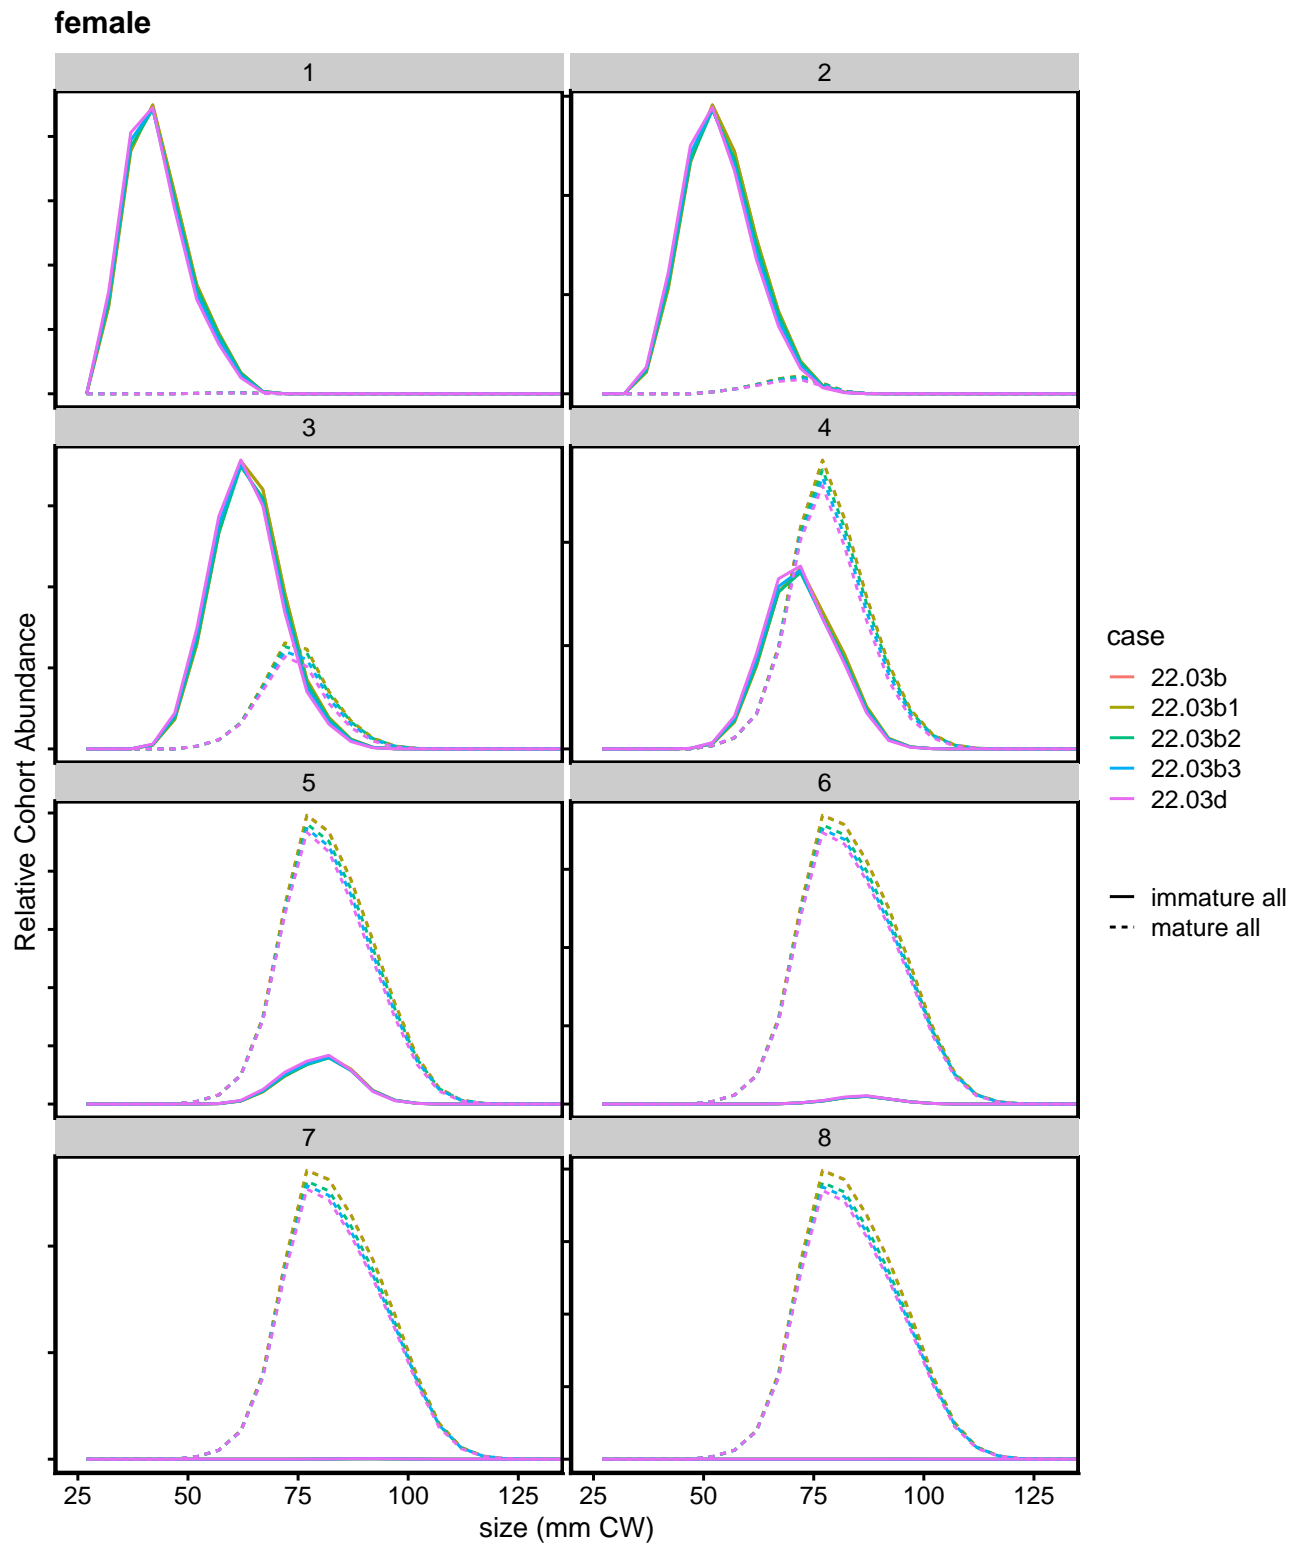 female
1
2
3
4
5
6
7
8
Relative Cohort Abundance
25
50
75
100
125
25
50
75
100
125
size (mm CW)
case
22.03b
22.03b1
22.03b2
22.03b3
22.03d
immature all
mature all